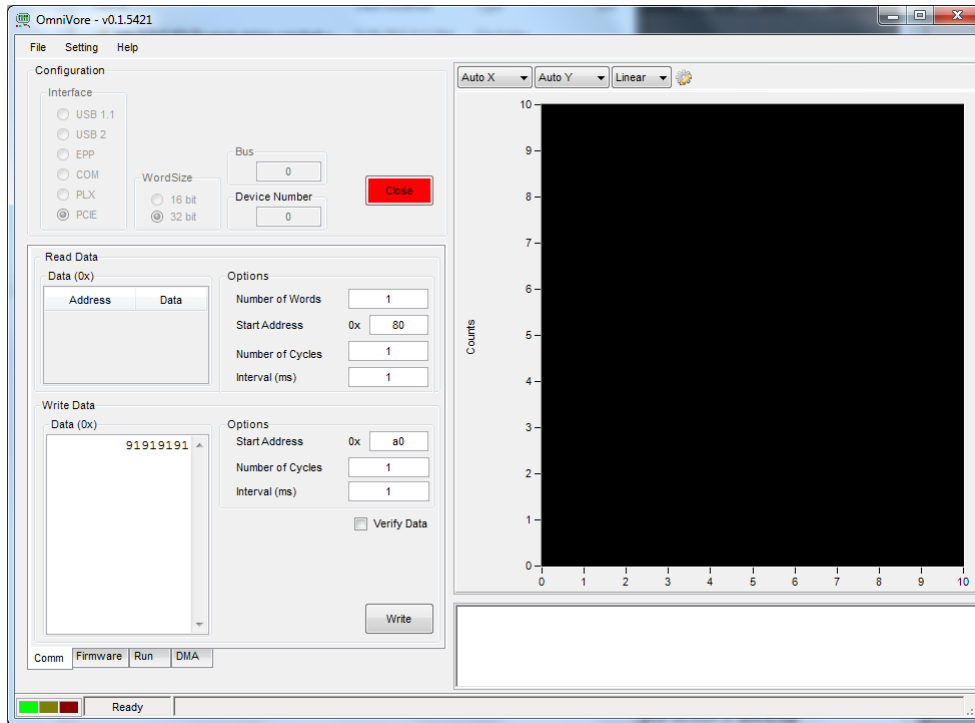 OmniVore - v0.1.5421
File Setting Help
Configuration
Interface
USB 1.1
USB 2
EPP
COM
PLX
PCIE
WordSize
16 bit
32 bit
Bus
0
Device Number
0
Close
Read Data
Data (0x)
Address Data
Options
Number of Words 1
Start Address 0x 80
Number of Cycles 1
Interval (ms) 1
Write Data
Data (0x)
91919191
Options
Start Address 0x a0
Number of Cycles 1
Interval (ms) 1
Verify Data
Write
Comm Firmware Run DMA
Ready
Auto X Auto Y Linear
Counts
10
9
8
7
6
5
4
3
2
1
0
0 1 2 3 4 5 6 7 8 9 10